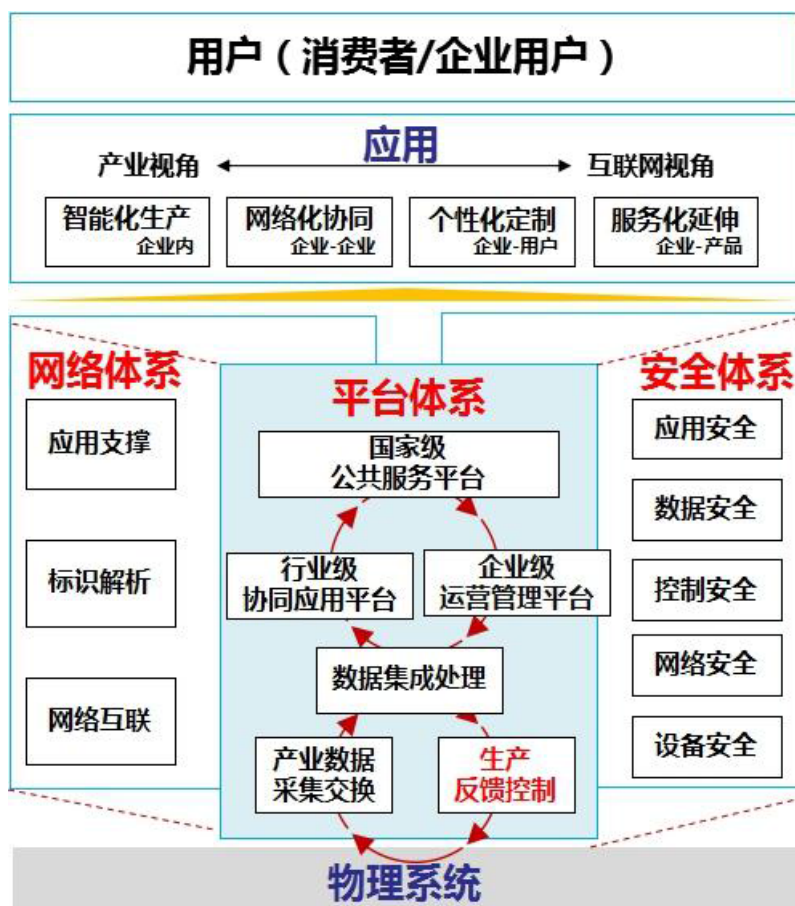 用户（消费者/企业用户）
应用
产业视角
互联网视角
智能化生产
企业内
网络化协同
企业-企业
个性化定制
企业-用户
服务化延伸
企业-产品
网络体系
应用支撑
标识解析
网络互联
平台体系
国家级
公共服务平台
行业级
协同应用平台
企业级
运营管理平台
数据集成处理
产业数据
采集交换
生产
反馈控制
安全体系
应用安全
数据安全
控制安全
网络安全
设备安全
物理系统